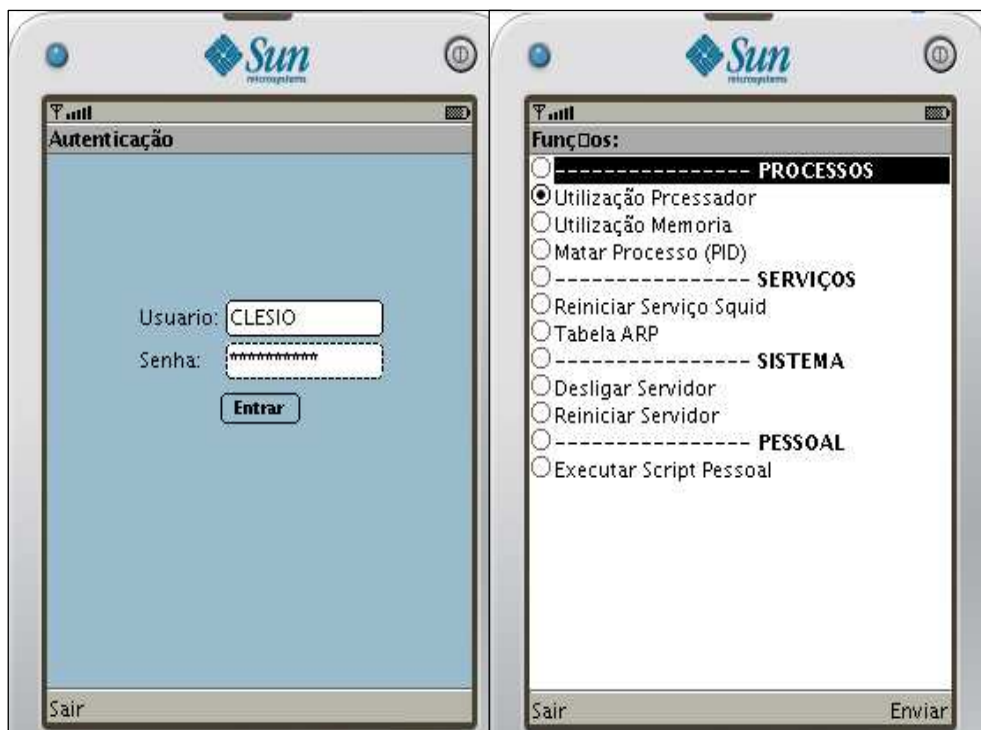 Sun
microsystems
Autenticação
Usuario: CLESIO
Senha: **********
Entrar
Sair
Sun
microsystems
Funç□os:
---------------- PROCESSOS
Utilização Prcessador
Utilização Memoria
Matar Processo (PID)
---------------- SERVIÇOS
Reiniciar Serviço Squid
Tabela ARP
---------------- SISTEMA
Desligar Servidor
Reiniciar Servidor
---------------- PESSOAL
Executar Script Pessoal
Sair
Enviar